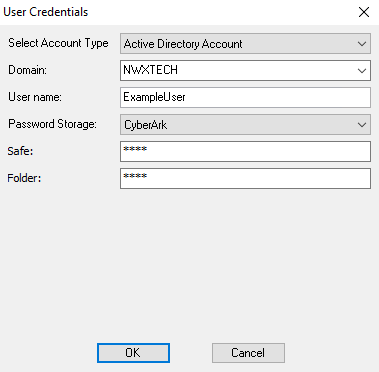 User Credentials
Select Account Type Active Directory Account
Domain: NWXTECH
User name: ExampleUser
Password Storage: CyberArk
Safe: ****
Folder: ****
OK Cancel